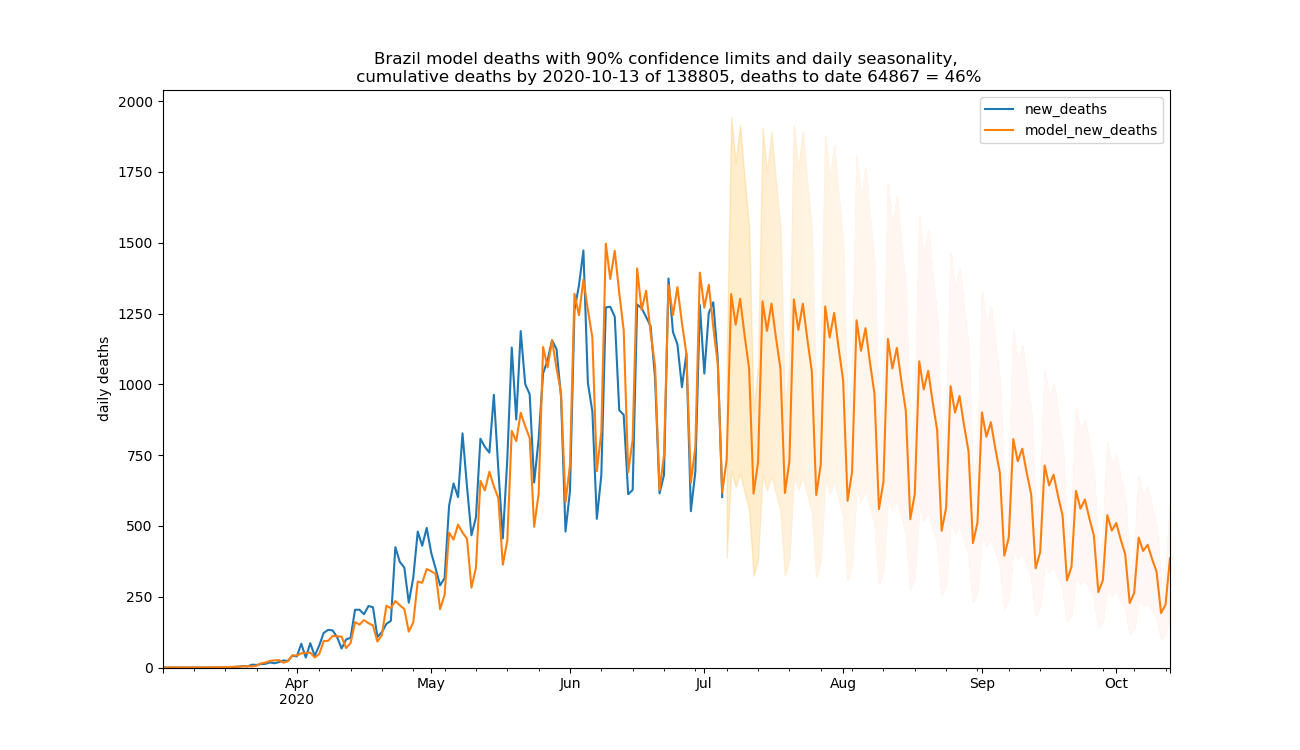 Brazil model deaths with 90% confidence limits and daily seasonality,
cumulative deaths by 2020-10-13 of 138805, deaths to date 64867 = 46%
new_deaths
model_new_deaths
daily deaths
2000
1750
1500
1250
1000
750
500
250
0
Apr May Jun Jul Aug Sep Oct
2020